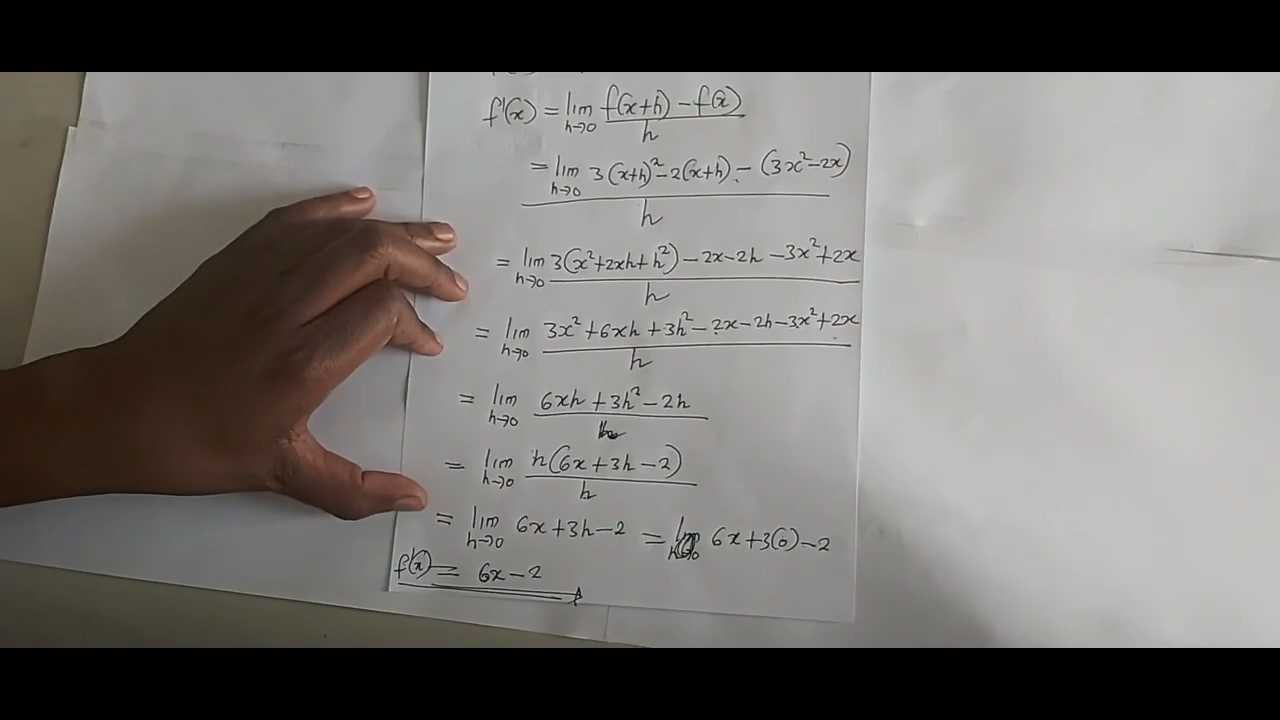 f'(x) = lim h→0 f(x+h) - f(x) / h
= lim h→0 3(x+h)² - 2(x+h) - (3x² - 2x) / h
= lim h→0 3(x² + 2xh + h²) - 2x - 2h - 3x² + 2x / h
= lim h→0 3x² + 6xh + 3h² - 2x - 2h - 3x² + 2x / h
= lim h→0 6xh + 3h² - 2h / h
= lim h→0 h(6x + 3h - 2) / h
= lim h→0 6x + 3h - 2 = lim h→0 6x + 3(0) - 2
f'(x) = 6x - 2